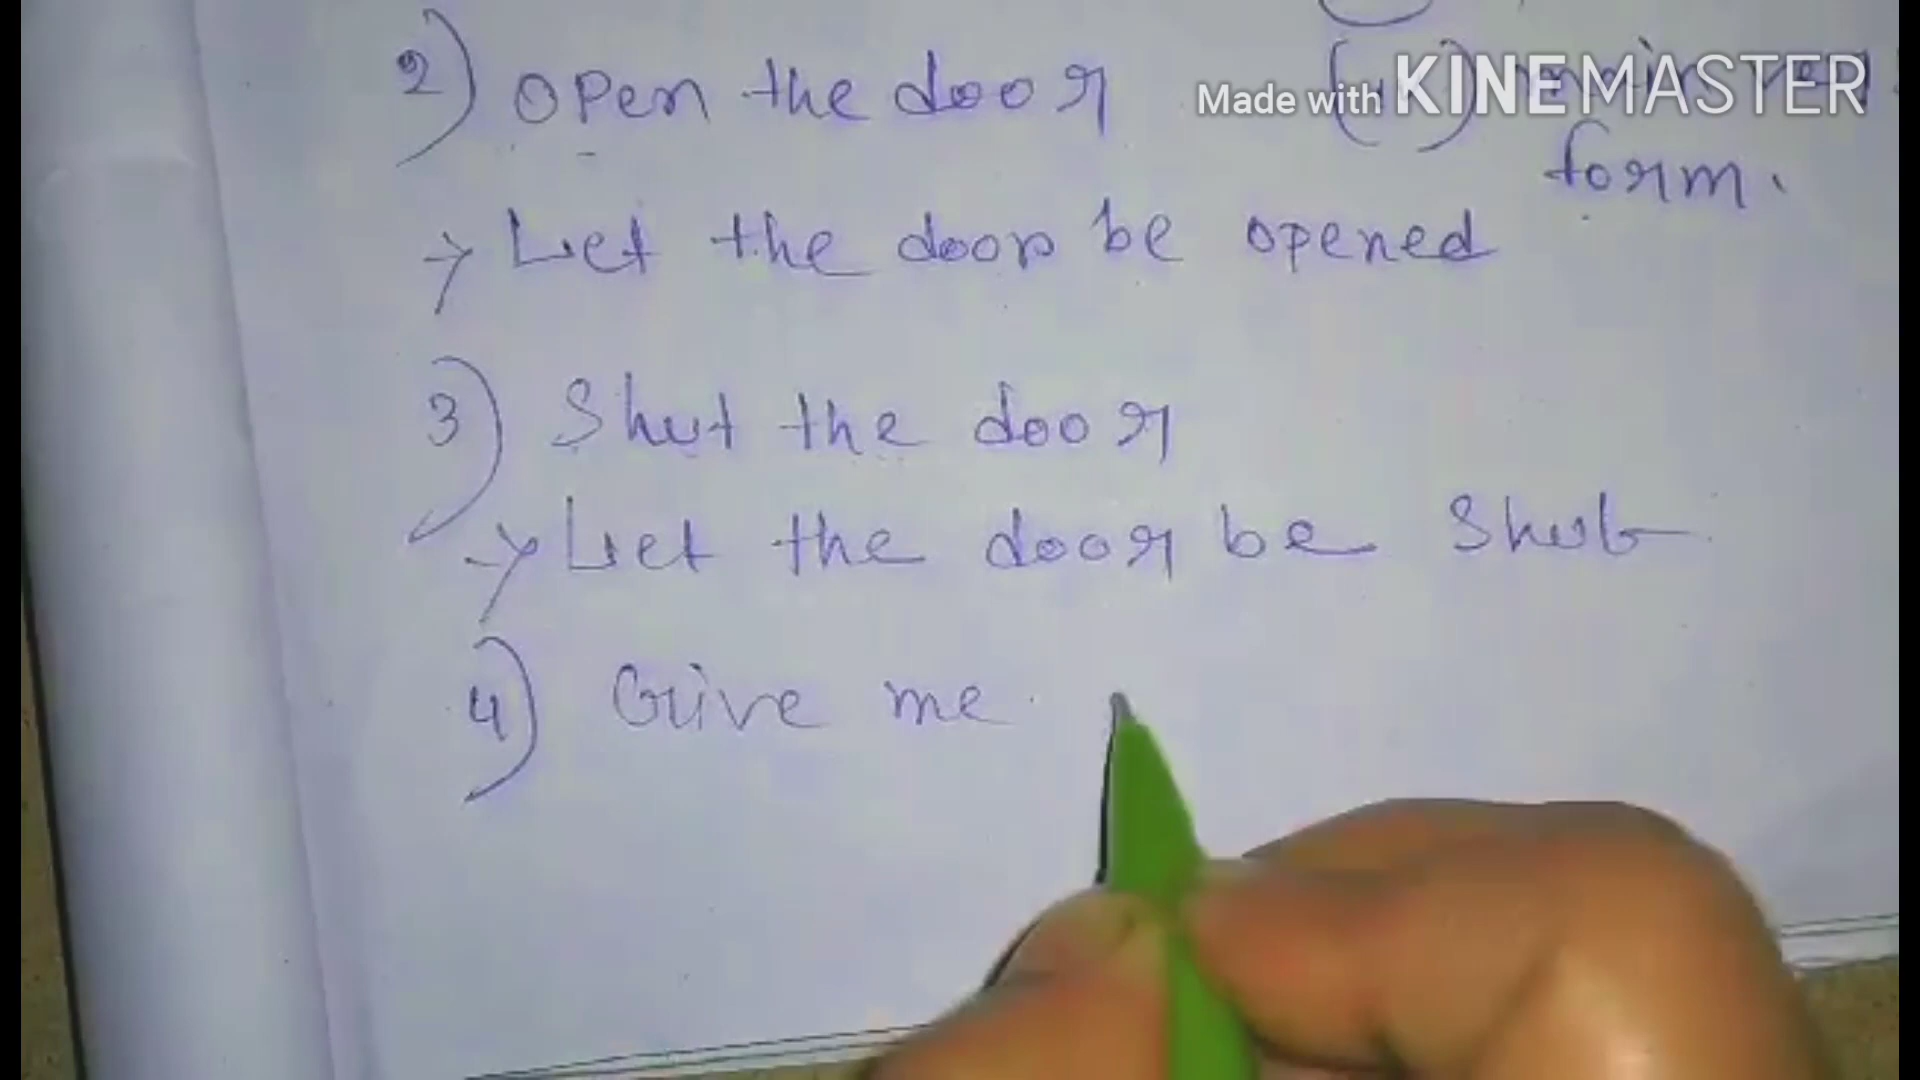 2) Open the door
Made with KINEMASTER
form.
→ Let the door be opened
3) Shut the door
→ Let the door be Shut
4) Give me